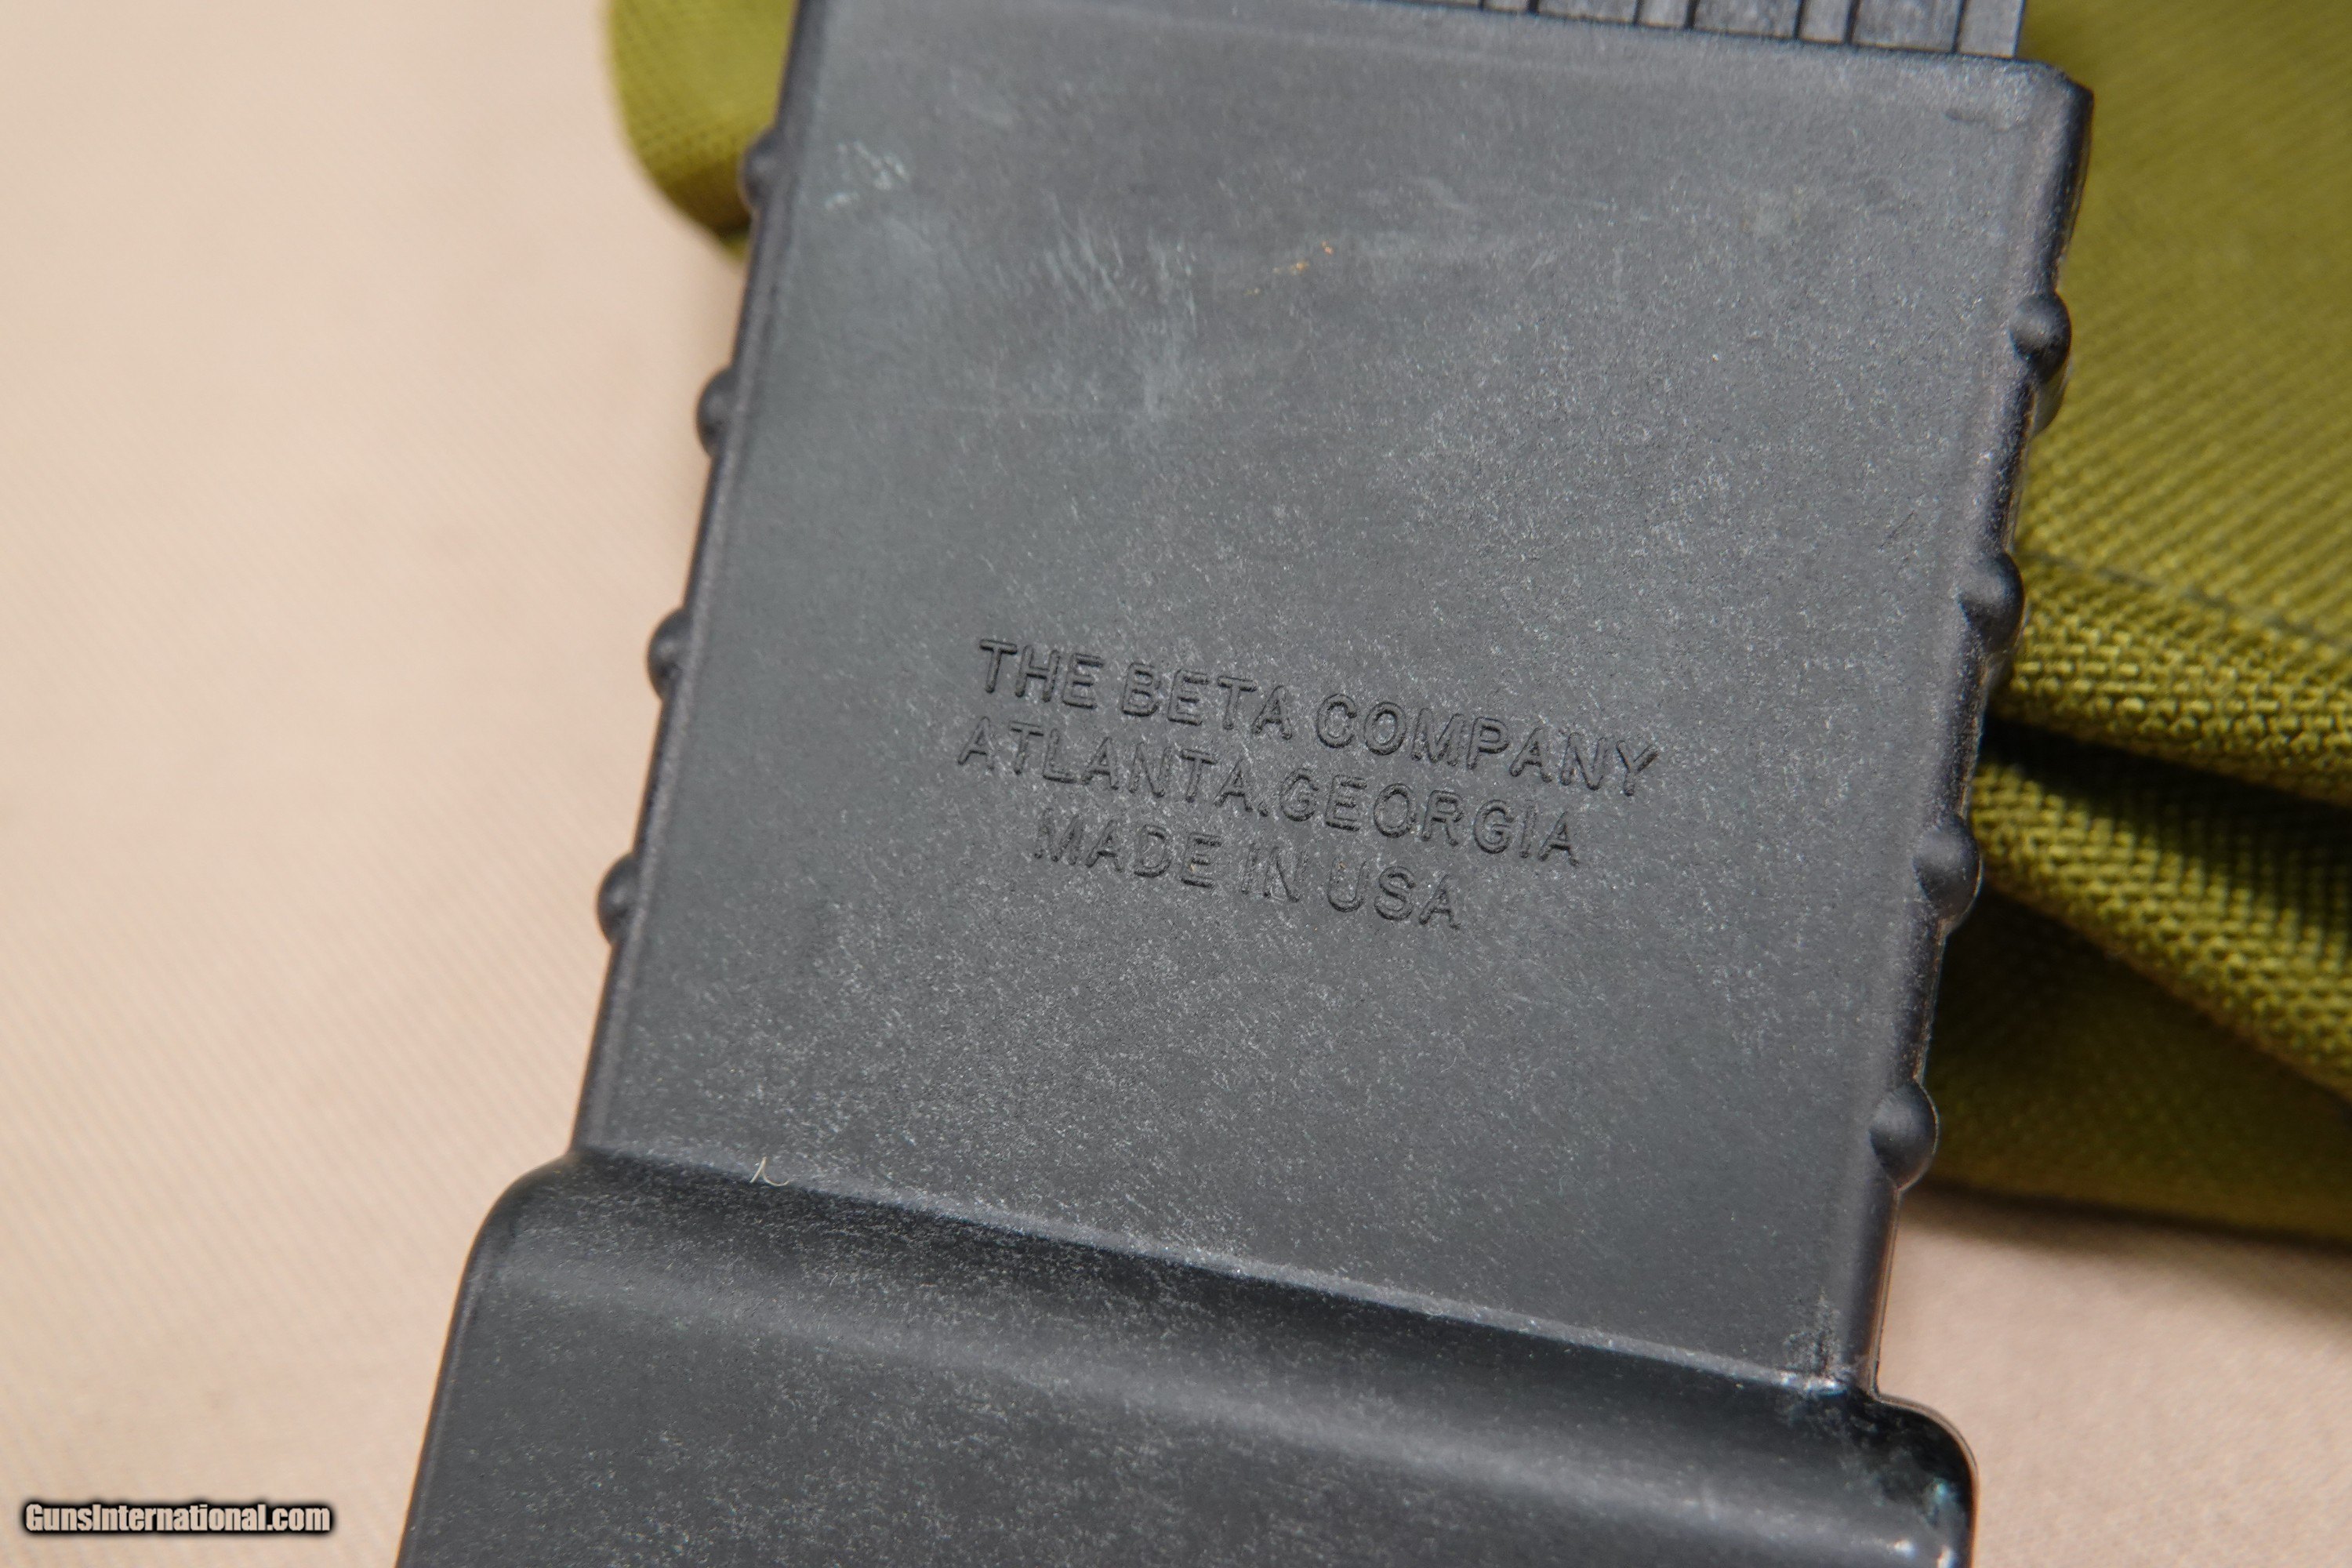 THE BETA COMPANY
ATLANTA.GEORGIA
MADE IN USA
GunsInternational.com